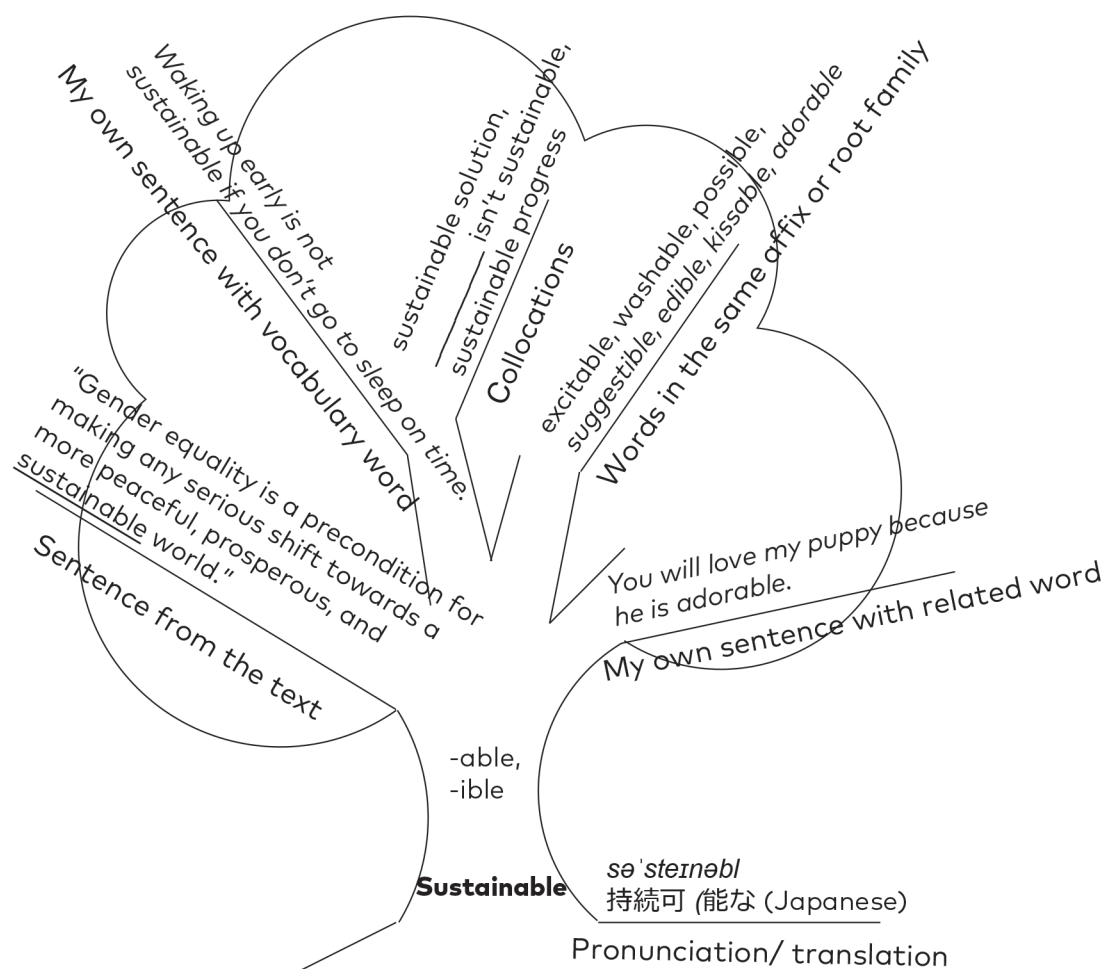 My own sentence with vocabulary word
Waking up early is not
sustainable if you don't go to sleep on time.
sustainable solution,
___ isn't sustainable,
sustainable progress
Collocations
excitable, washable, possible,
suggestible, edible, kissable, adorable
Words in the same affix or root family
"Gender equality is a precondition for
making any serious shift towards a
more peaceful, prosperous, and
sustainable world."
Sentence from the text
You will love my puppy because
he is adorable.
My own sentence with related word
-able,
-ible
Sustainable
səˈsteɪnəbl
持続可 (能な (Japanese)
Pronunciation/ translation